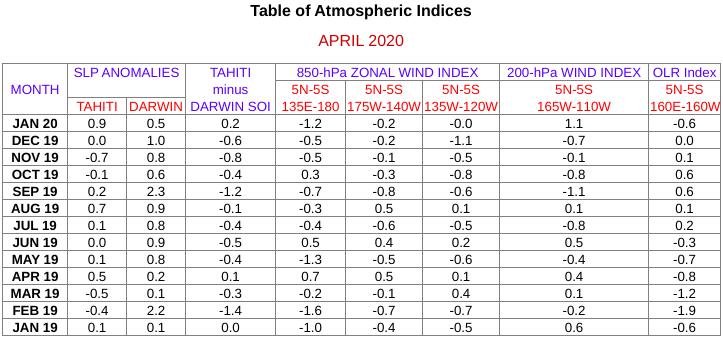 Table of Atmospheric Indices
APRIL 2020
MONTH SLP ANOMALIES TAHITI minus DARWIN SOI 850-hPa ZONAL WIND INDEX 200-hPa WIND INDEX OLR Index
TAHITI DARWIN 5N-5S 135E-180 5N-5S 175W-140W 5N-5S 135W-120W 5N-5S 165W-110W 5N-5S 160E-160W
JAN 20 0.9 0.5 0.2 -1.2 -0.2 -0.0 1.1 -0.6
DEC 19 0.0 1.0 -0.6 -0.5 -0.2 -1.1 -0.7 0.0
NOV 19 -0.7 0.8 -0.8 -0.5 -0.1 -0.5 -0.1 0.1
OCT 19 -0.1 0.6 -0.4 0.3 -0.3 -0.8 -0.8 0.6
SEP 19 0.2 2.3 -1.2 -0.7 -0.8 -0.6 -1.1 0.6
AUG 19 0.7 0.9 -0.1 -0.3 0.5 0.1 0.1 0.1
JUL 19 0.1 0.8 -0.4 -0.4 -0.6 -0.5 -0.8 0.2
JUN 19 0.0 0.9 -0.5 0.5 0.4 0.2 0.5 -0.3
MAY 19 0.1 0.8 -0.4 -1.3 -0.5 -0.6 -0.4 -0.7
APR 19 0.5 0.2 0.1 0.7 0.5 0.1 0.4 -0.8
MAR 19 -0.5 0.1 -0.3 -0.2 -0.1 0.4 0.1 -1.2
FEB 19 -0.4 2.2 -1.4 -1.6 -0.7 -0.7 -0.2 -1.9
JAN 19 0.1 0.1 0.0 -1.0 -0.4 -0.5 0.6 -0.6